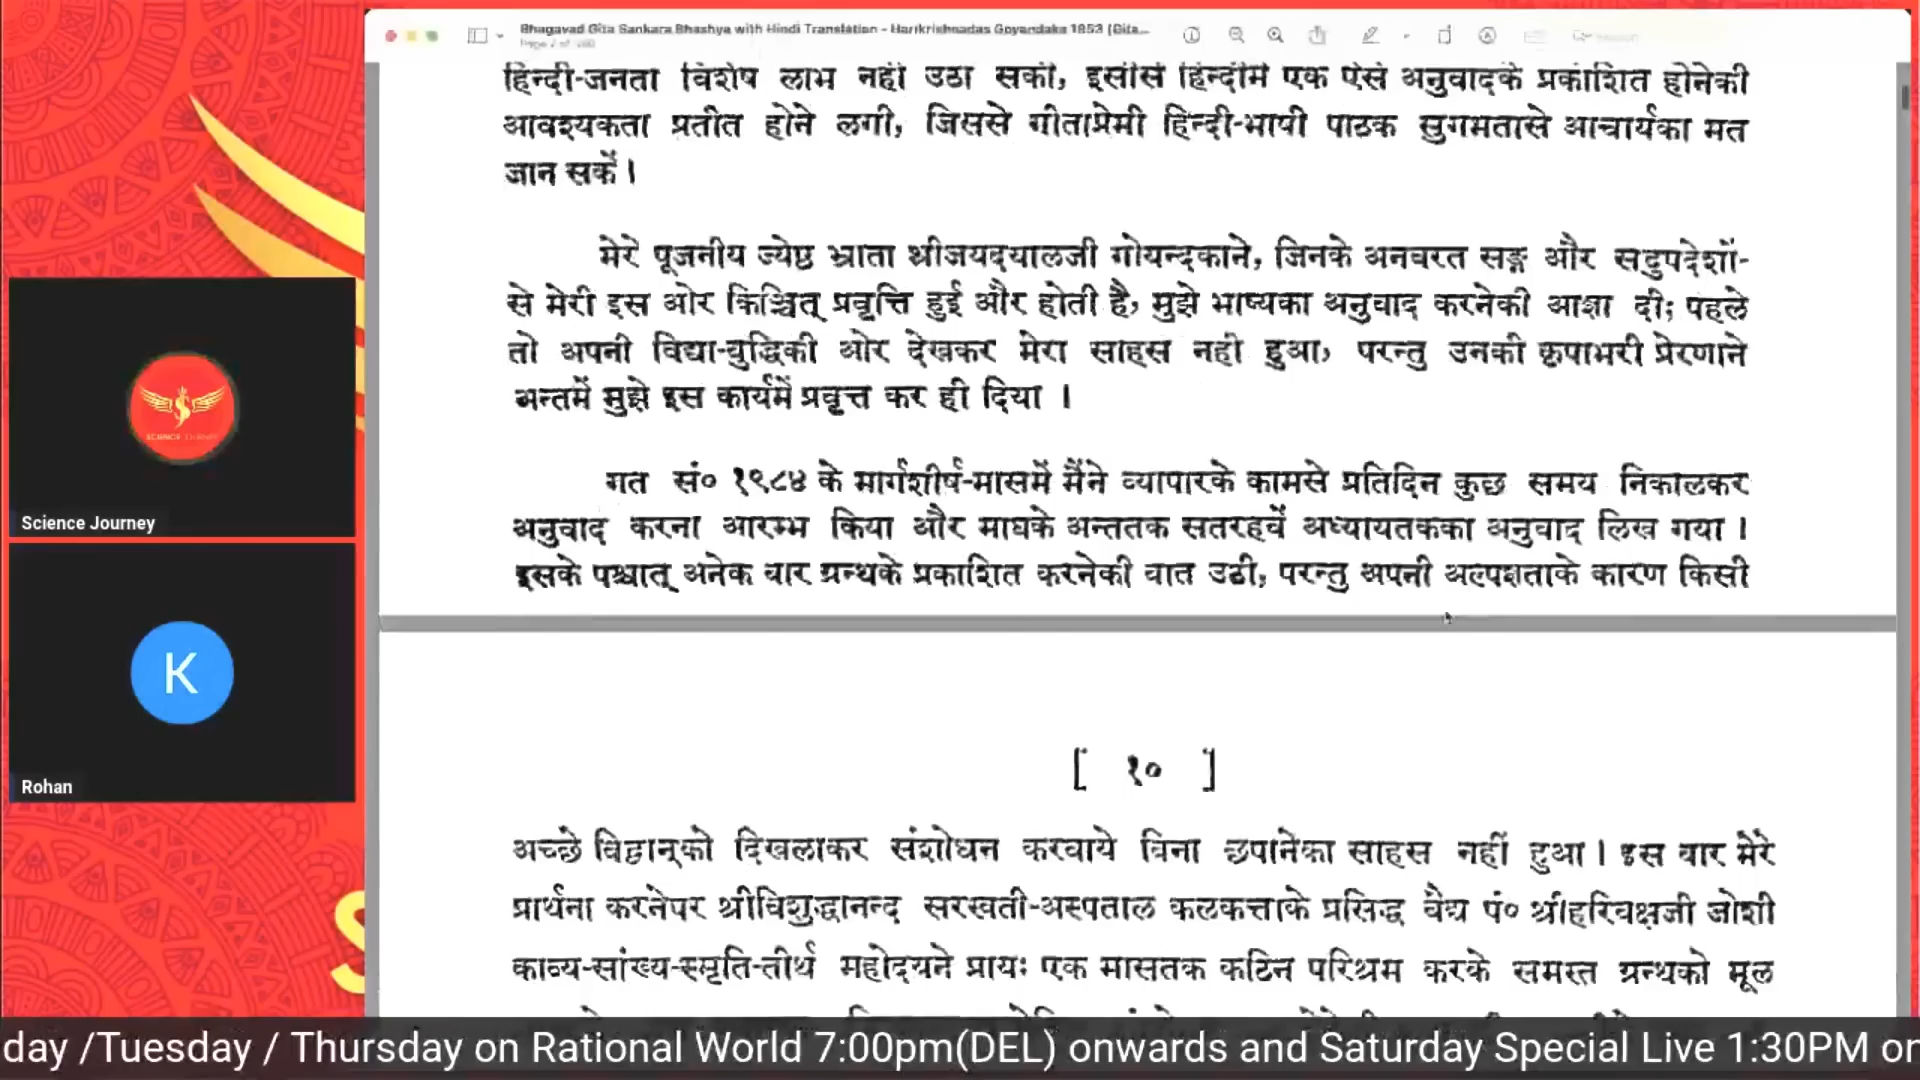 Bhagavad Gita Sankara Bhashya with Hindi Translation - Harikrishnadas Goyandaka 1953 (Gita...
हिन्दी-जनता विशेष लाभ नहीं उठा सकी, इसीसे हिन्दीमें एक ऐसे अनुवादके प्रकाशित होनेकी
आवश्यकता प्रतीत होने लगी, जिससे गीताप्रेमी हिन्दी-भाषी पाठक सुगमतासे आचार्यका मत
जान सकें।
मेरे पूजनीय ज्येष्ठ भ्राता श्रीजयदयालजी गोयन्दकाने, जिनके अनवरत सङ्ग और सदुपदेशों-
से मेरी इस ओर किञ्चित् प्रवृत्ति हुई और होती है, मुझे भाष्यका अनुवाद करनेकी आज्ञा दी; पहले
तो अपनी विद्या-बुद्धिकी ओर देखकर मेरा साहस नहीं हुआ, परन्तु उनकी कृपाभरी प्रेरणाने
अन्तमें मुझे इस कार्यमें प्रवृत्त कर ही दिया ।
गत सं० १९८४ के मार्गशीर्ष-मासमें मैंने व्यापारके कामसे प्रतिदिन कुछ समय निकालकर
अनुवाद करना आरम्भ किया और माघके अन्ततक सतरहवें अध्यायतकका अनुवाद लिख गया ।
इसके पश्चात् अनेक बार ग्रन्थके प्रकाशित करनेकी बात उठी, परन्तु अपनी अल्पज्ञताके कारण किसी
[ १० ]
अच्छे विद्वान्‌को दिखलाकर संशोधन करवाये बिना छपानेका साहस नहीं हुआ । इस बार मेरे
प्रार्थना करनेपर श्रीविशुद्धानन्द सरस्वती-अस्पताल कलकत्ताके प्रसिद्ध वैद्य पं० श्रीहरिवक्षजी जोशी
काव्य-सांख्य-स्मृति-तीर्थ महोदयने प्रायः एक मासतक कठिन परिश्रम करके समस्त ग्रन्थको मूल
SCIENCE JOURNEY
Science Journey
K
Rohan
day /Tuesday / Thursday on Rational World 7:00pm(DEL) onwards and Saturday Special Live 1:30PM on